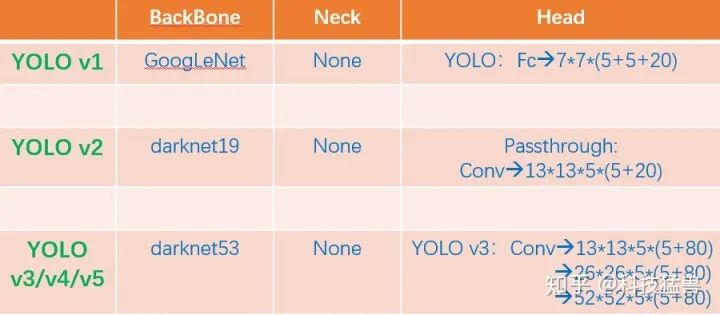 BackBone Neck Head
YOLO v1 GoogLeNet None YOLO: Fc→7*7*(5+5+20)
YOLO v2 darknet19 None Passthrough:
Conv→13*13*5*(5+20)
YOLO v3/v4/v5 darknet53 None YOLO v3: Conv→13*13*5*(5+80)
→26*26*5*(5+80)
→52*52*5*(5+80)
知乎 @科技猛兽